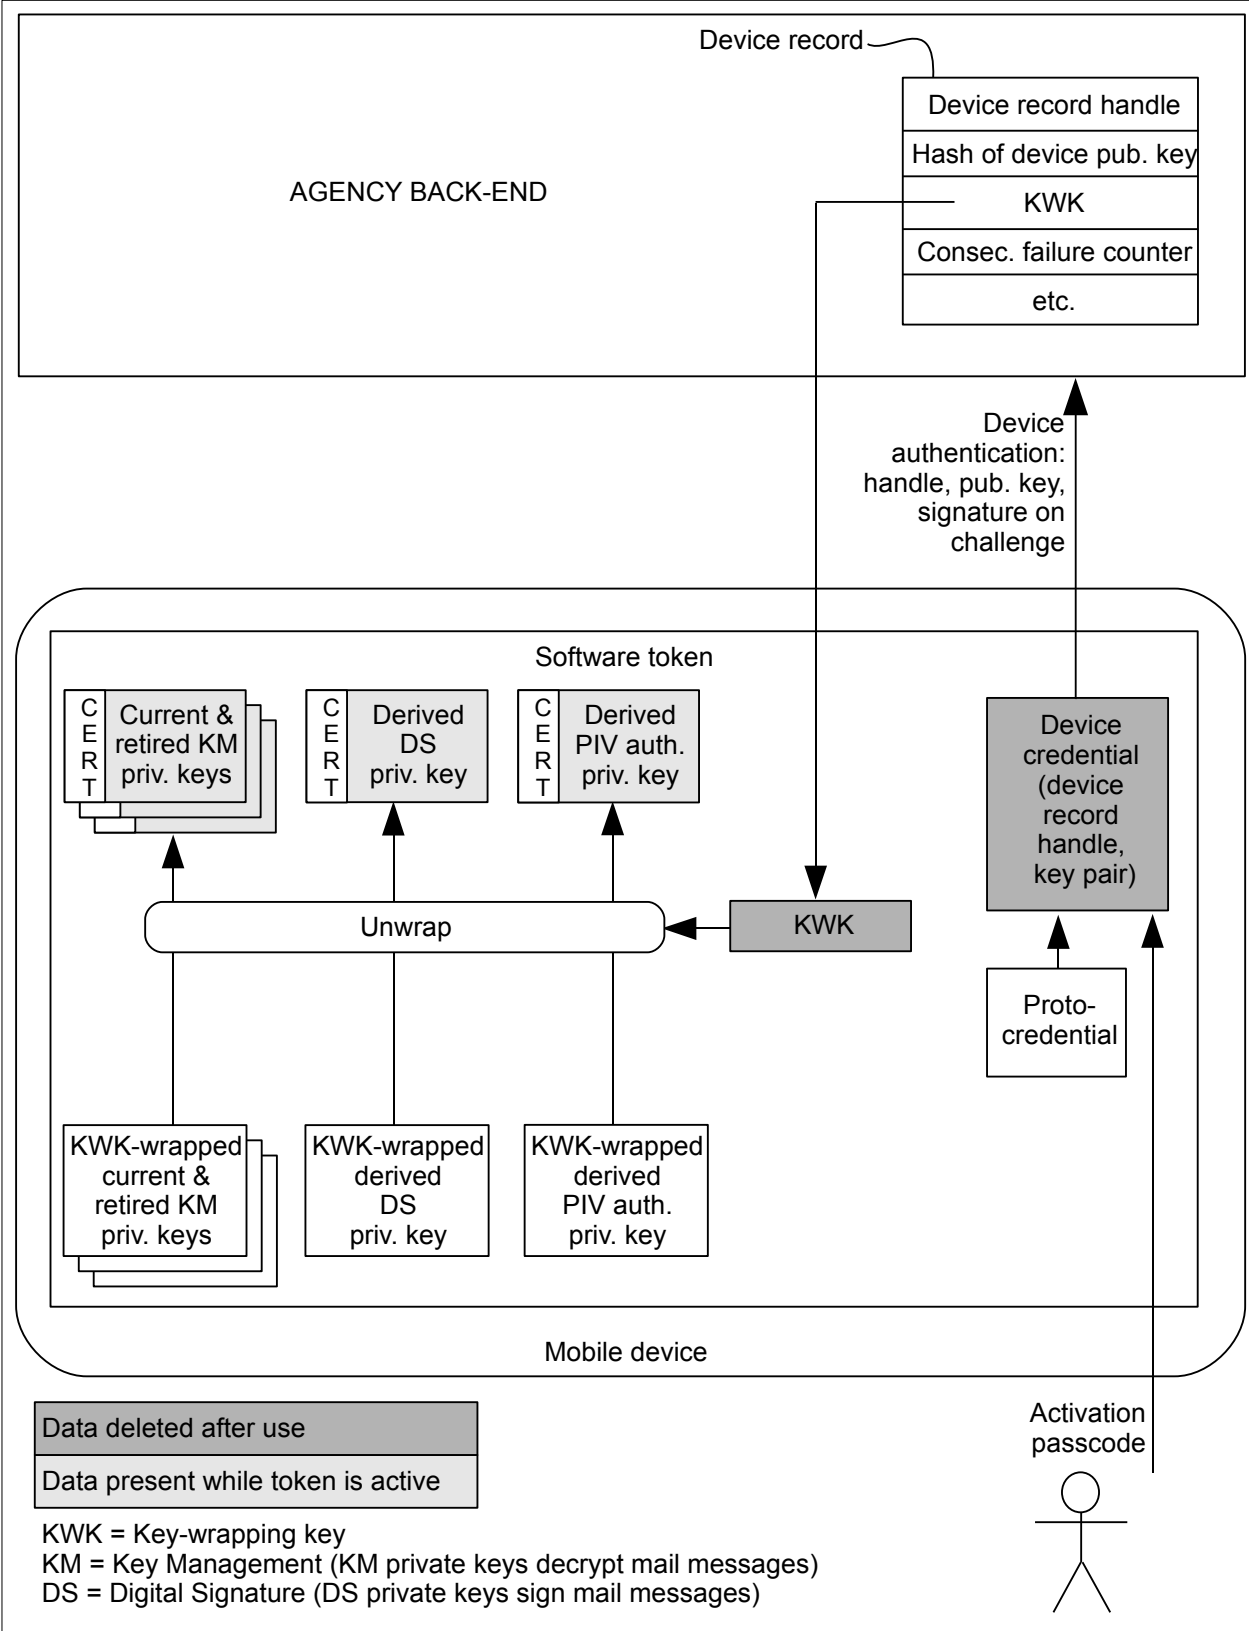 Device record
Device record handle
Hash of device pub. key
AGENCY BACK-END
KWK
Consec. failure counter
etc.
Device
authentication:
handle, pub. key,
signature on
challenge
Software token
C
E
R
T
Current &
retired KM
priv. keys
C
E
R
T
Derived
DS
priv. key
C
E
R
T
Derived
PIV auth.
priv. key
Device
credential
(device
record
handle,
key pair)
Unwrap
KWK
Proto-
credential
KWK-wrapped
current &
retired KM
priv. keys
KWK-wrapped
derived
DS
priv. key
KWK-wrapped
derived
PIV auth.
priv. key
Mobile device
Activation
passcode
Data deleted after use
Data present while token is active
KWK = Key-wrapping key
KM = Key Management (KM private keys decrypt mail messages)
DS = Digital Signature (DS private keys sign mail messages)